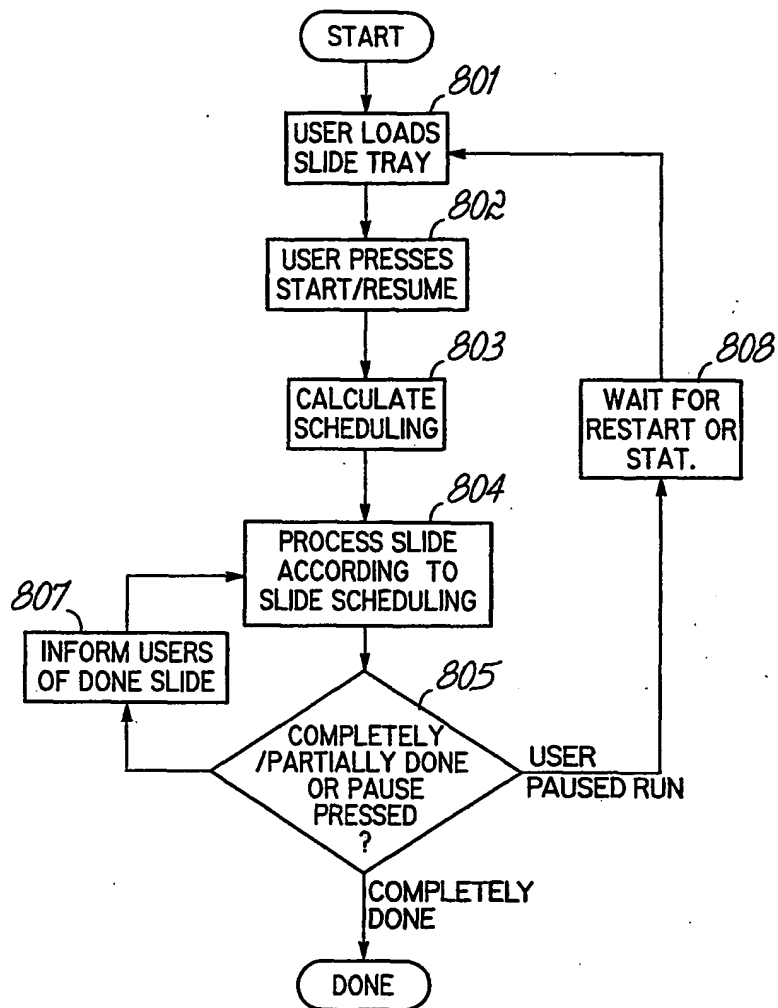 START
801
USER LOADS
SLIDE TRAY
802
USER PRESSES
START/RESUME
803
CALCULATE
SCHEDULING
808
WAIT FOR
RESTART OR
STAT.
804
PROCESS SLIDE
ACCORDING TO
SLIDE SCHEDULING
807
INFORM USERS
OF DONE SLIDE
805
COMPLETELY
/PARTIALLY DONE
OR PAUSE
PRESSED
?
USER
PAUSED RUN
COMPLETELY
DONE
DONE